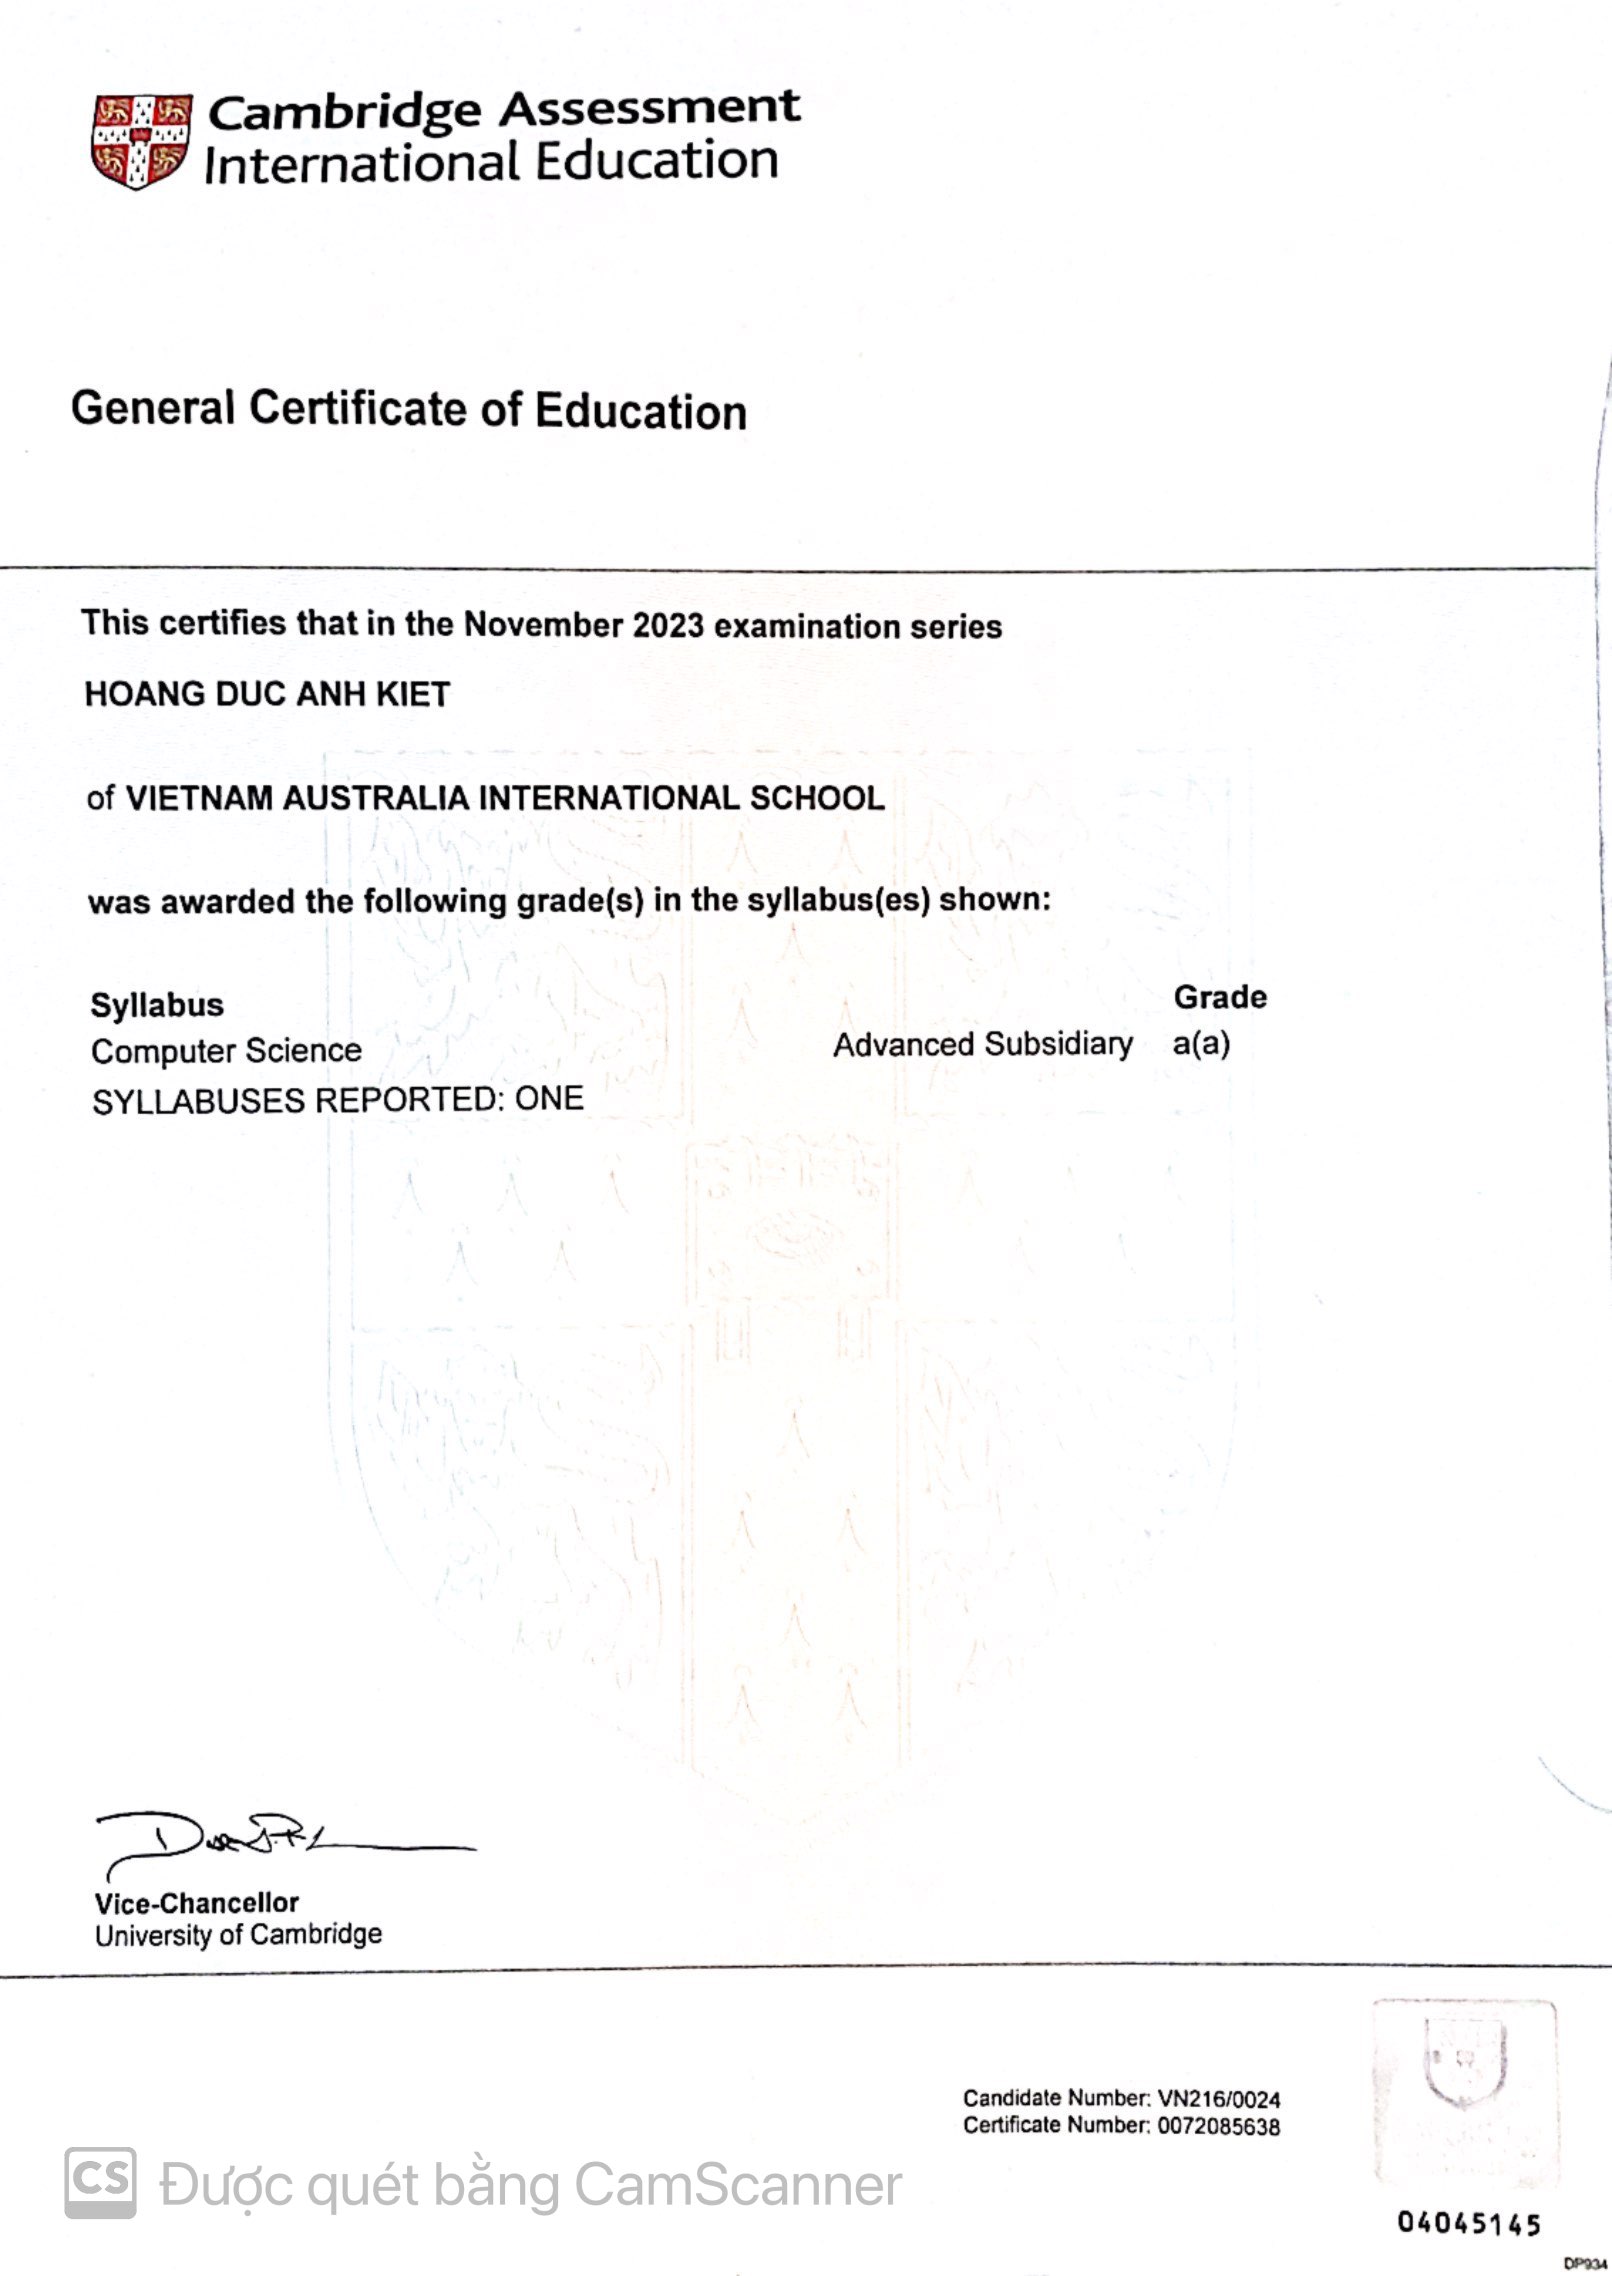 Cambridge Assessment
International Education
General Certificate of Education
This certifies that in the November 2023 examination series
HOANG DUC ANH KIET
of VIETNAM AUSTRALIA INTERNATIONAL SCHOOL
was awarded the following grade(s) in the syllabus(es) shown:
Syllabus Grade
Computer Science Advanced Subsidiary a(a)
SYLLABUSES REPORTED: ONE
Vice-Chancellor
University of Cambridge
Candidate Number: VN216/0024
Certificate Number: 0072085638
CS Được quét bằng CamScanner
04045145
DP934